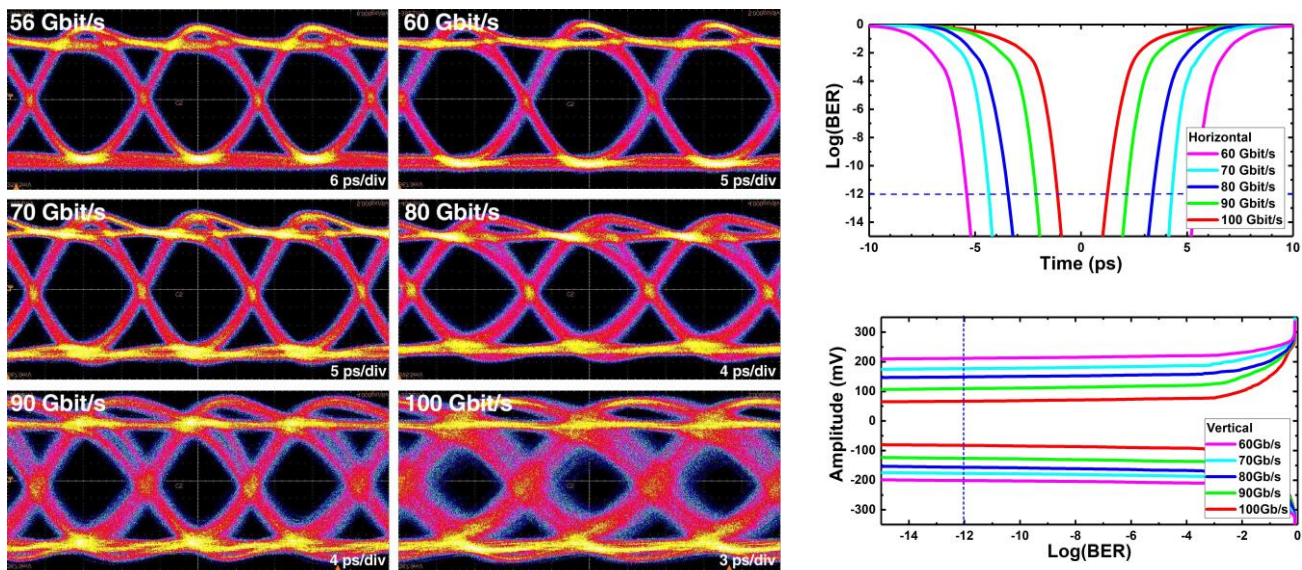 56 Gbit/s
6 ps/div
60 Gbit/s
5 ps/div
70 Gbit/s
5 ps/div
80 Gbit/s
4 ps/div
90 Gbit/s
4 ps/div
100 Gbit/s
3 ps/div
0
-2
-4
-6
-8
-10
-12
-14
Log(BER)
Horizontal
60 Gbit/s
70 Gbit/s
80 Gbit/s
90 Gbit/s
100 Gbit/s
-10 -5 0 5 10
Time (ps)
300
200
100
0
-100
-200
-300
Amplitude (mV)
Vertical
60Gb/s
70Gb/s
80Gb/s
90Gb/s
100Gb/s
-14 -12 -10 -8 -6 -4 -2 0
Log(BER)